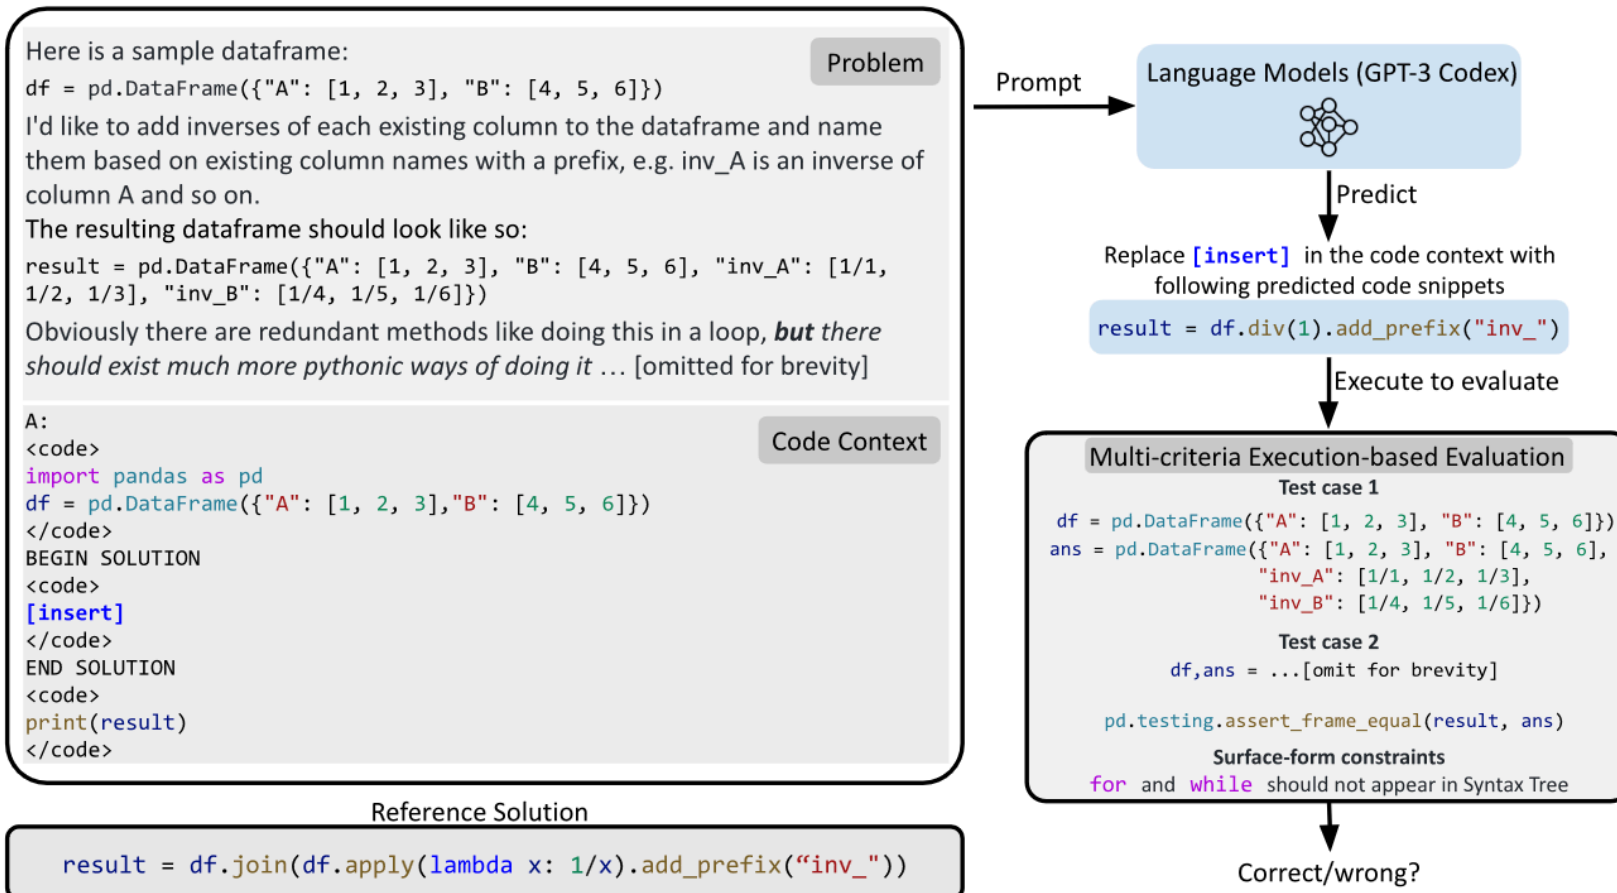 Problem
Here is a sample dataframe:
df = pd.DataFrame({"A": [1, 2, 3], "B": [4, 5, 6]})
I'd like to add inverses of each existing column to the dataframe and name
them based on existing column names with a prefix, e.g. inv_A is an inverse of
column A and so on.
The resulting dataframe should look like so:
result = pd.DataFrame({"A": [1, 2, 3], "B": [4, 5, 6], "inv_A": [1/1,
1/2, 1/3], "inv_B": [1/4, 1/5, 1/6]})
Obviously there are redundant methods like doing this in a loop, but there
should exist much more pythonic ways of doing it … [omitted for brevity]
Code Context
A:
<code>
import pandas as pd
df = pd.DataFrame({"A": [1, 2, 3],"B": [4, 5, 6]})
</code>
BEGIN SOLUTION
<code>
[insert]
</code>
END SOLUTION
<code>
print(result)
</code>
Reference Solution
result = df.join(df.apply(lambda x: 1/x).add_prefix(“inv_"))
Prompt
Language Models (GPT-3 Codex)
Predict
Replace [insert] in the code context with
following predicted code snippets
result = df.div(1).add_prefix("inv_")
Execute to evaluate
Multi-criteria Execution-based Evaluation
Test case 1
df = pd.DataFrame({"A": [1, 2, 3], "B": [4, 5, 6]})
ans = pd.DataFrame({"A": [1, 2, 3], "B": [4, 5, 6],
"inv_A": [1/1, 1/2, 1/3],
"inv_B": [1/4, 1/5, 1/6]})
Test case 2
df,ans = ...[omit for brevity]
pd.testing.assert_frame_equal(result, ans)
Surface-form constraints
for and while should not appear in Syntax Tree
Correct/wrong?